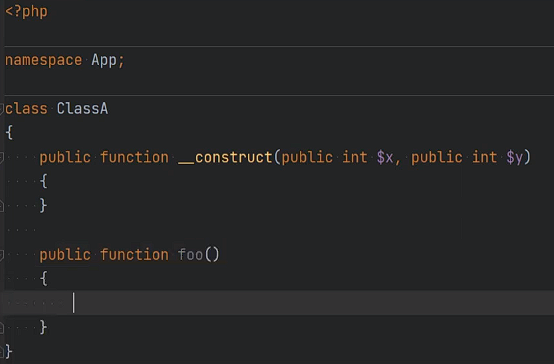 <?php
namespace App;
class ClassA
{
    public function __construct(public int $x, public int $y)
    {
    }
    public function foo()
    {
    }
}